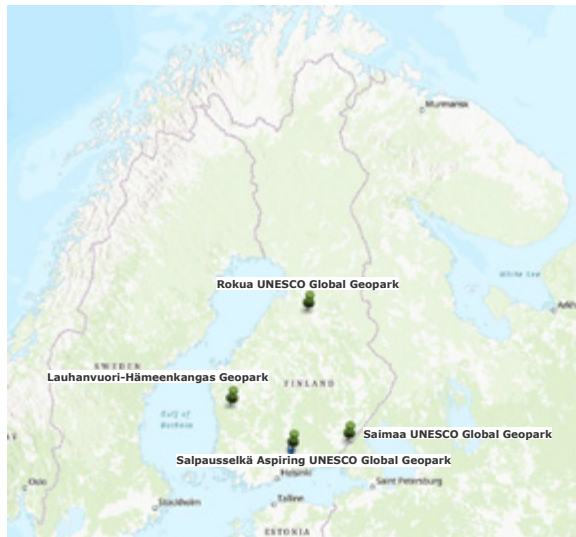 Murmansk
White Sea
Rokua UNESCO Global Geopark
Arkh
SWEDEN
Lauhanvuori-Hämeenkangas Geopark
FINLAND
Gulf of
Bothnia
Saimaa UNESCO Global Geopark
Salpausselkä Aspiring UNESCO Global Geopark
Helsinki
Oslo
Saint Petersburg
Stockholm
Tallinn
ESTONIA